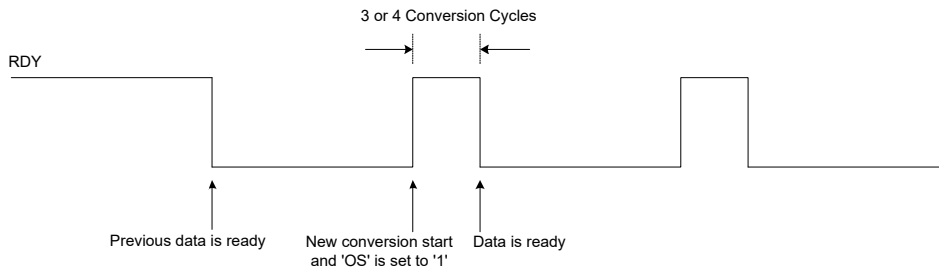 3 or 4 Conversion Cycles
RDY
Previous data is ready
New conversion start
and 'OS' is set to '1'
Data is ready